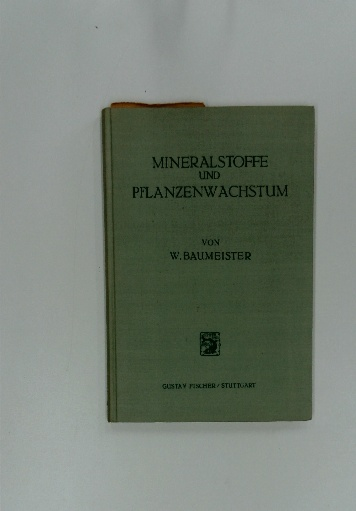 MINERALSTOFFE
UND
PFLANZENWACHSTUM
VON
W. BAUMEISTER
GUSTAV FISCHER / STUTTGART